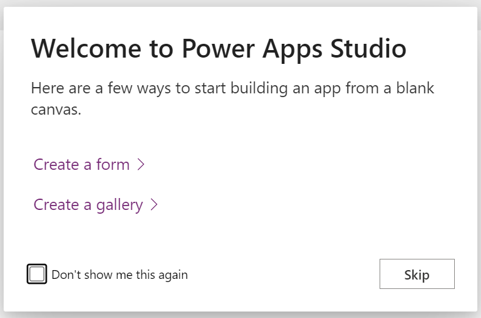 Welcome to Power Apps Studio
Here are a few ways to start building an app from a blank
canvas.
Create a form
Create a gallery
Don't show me this again
Skip